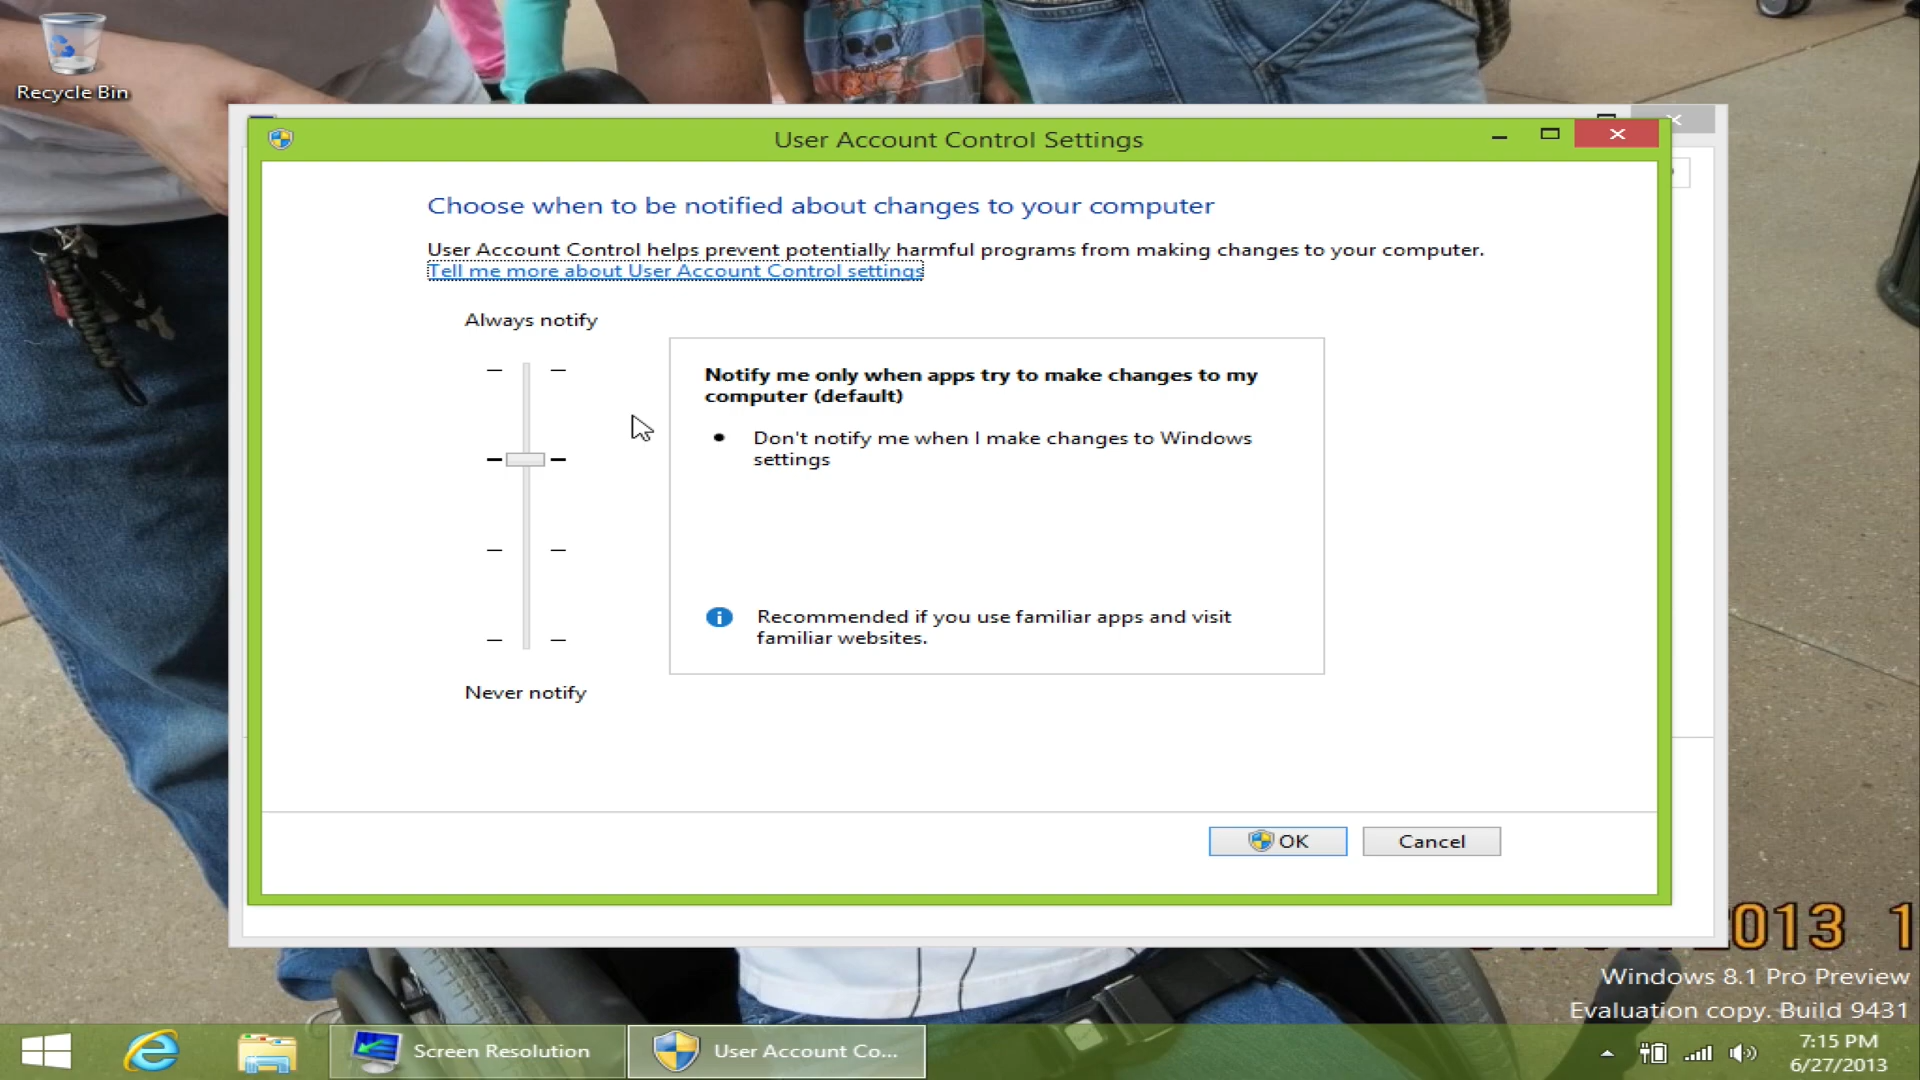 Recycle Bin
User Account Control Settings
Choose when to be notified about changes to your computer
User Account Control helps prevent potentially harmful programs from making changes to your computer.
Tell me more about User Account Control settings
Always notify
Notify me only when apps try to make changes to my
computer (default)
• Don't notify me when I make changes to Windows
settings
Recommended if you use familiar apps and visit
familiar websites.
Never notify
OK
Cancel
2013 1
Windows 8.1 Pro Preview
Evaluation copy. Build 9431
Screen Resolution
User Account Co...
7:15 PM
6/27/2013